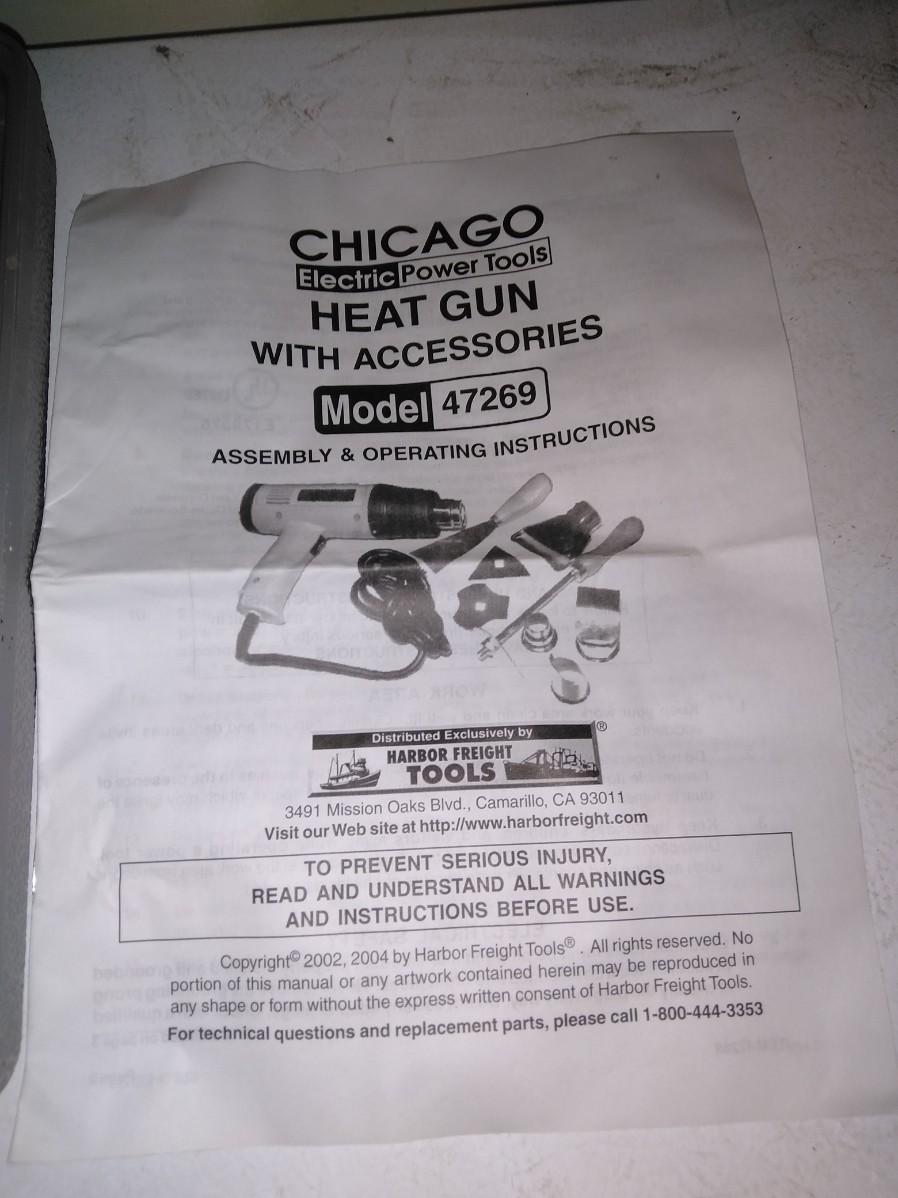 CHICAGO
Electric Power Tools
HEAT GUN
WITH ACCESSORIES
Model 47269
ASSEMBLY & OPERATING INSTRUCTIONS
Distributed Exclusively by
HARBOR FREIGHT
TOOLS
®
3491 Mission Oaks Blvd., Camarillo, CA 93011
Visit our Web site at http://www.harborfreight.com
TO PREVENT SERIOUS INJURY,
READ AND UNDERSTAND ALL WARNINGS
AND INSTRUCTIONS BEFORE USE.
Copyright© 2002, 2004 by Harbor Freight Tools® . All rights reserved. No
portion of this manual or any artwork contained herein may be reproduced in
any shape or form without the express written consent of Harbor Freight Tools.
For technical questions and replacement parts, please call 1-800-444-3353